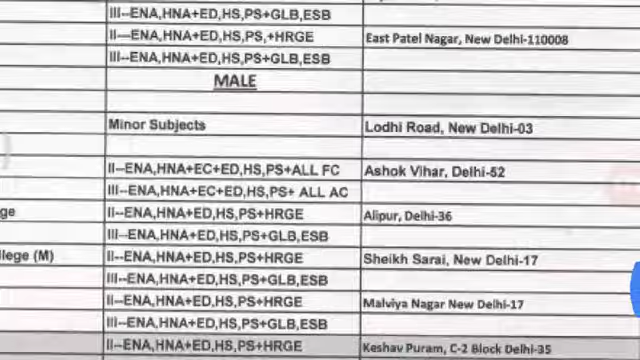 III--ENA,HNA+ED,HS,PS+GLB,ESB
II---ENA,HNA+ED,HS,PS,+HRGE East Patel Nagar, New Delhi-110008
III--ENA,HNA+ED,HS,PS+GLB,ESB
MALE
Minor Subjects Lodhi Road, New Delhi-03
II--ENA,HNA+EC+ED,HS,PS+ALL FC Ashok Vihar, Delhi-52
III--ENA,HNA+EC+ED,HS,PS+ ALL AC
ge II--ENA,HNA+ED,HS,PS+HRGE Alipur, Delhi-36
III--ENA,HNA+ED,HS,PS+GLB,ESB
llege (M) II--ENA,HNA+ED,HS,PS+HRGE Sheikh Sarai, New Delhi-17
III--ENA,HNA+ED,HS,PS+GLB,ESB
II--ENA,HNA+ED,HS,PS+HRGE Malviya Nagar New Delhi-17
III--ENA,HNA+ED,HS,PS+GLB,ESB
II--ENA,HNA+ED,HS,PS+HRGE Keshav Puram, C-2 Block Delhi-35